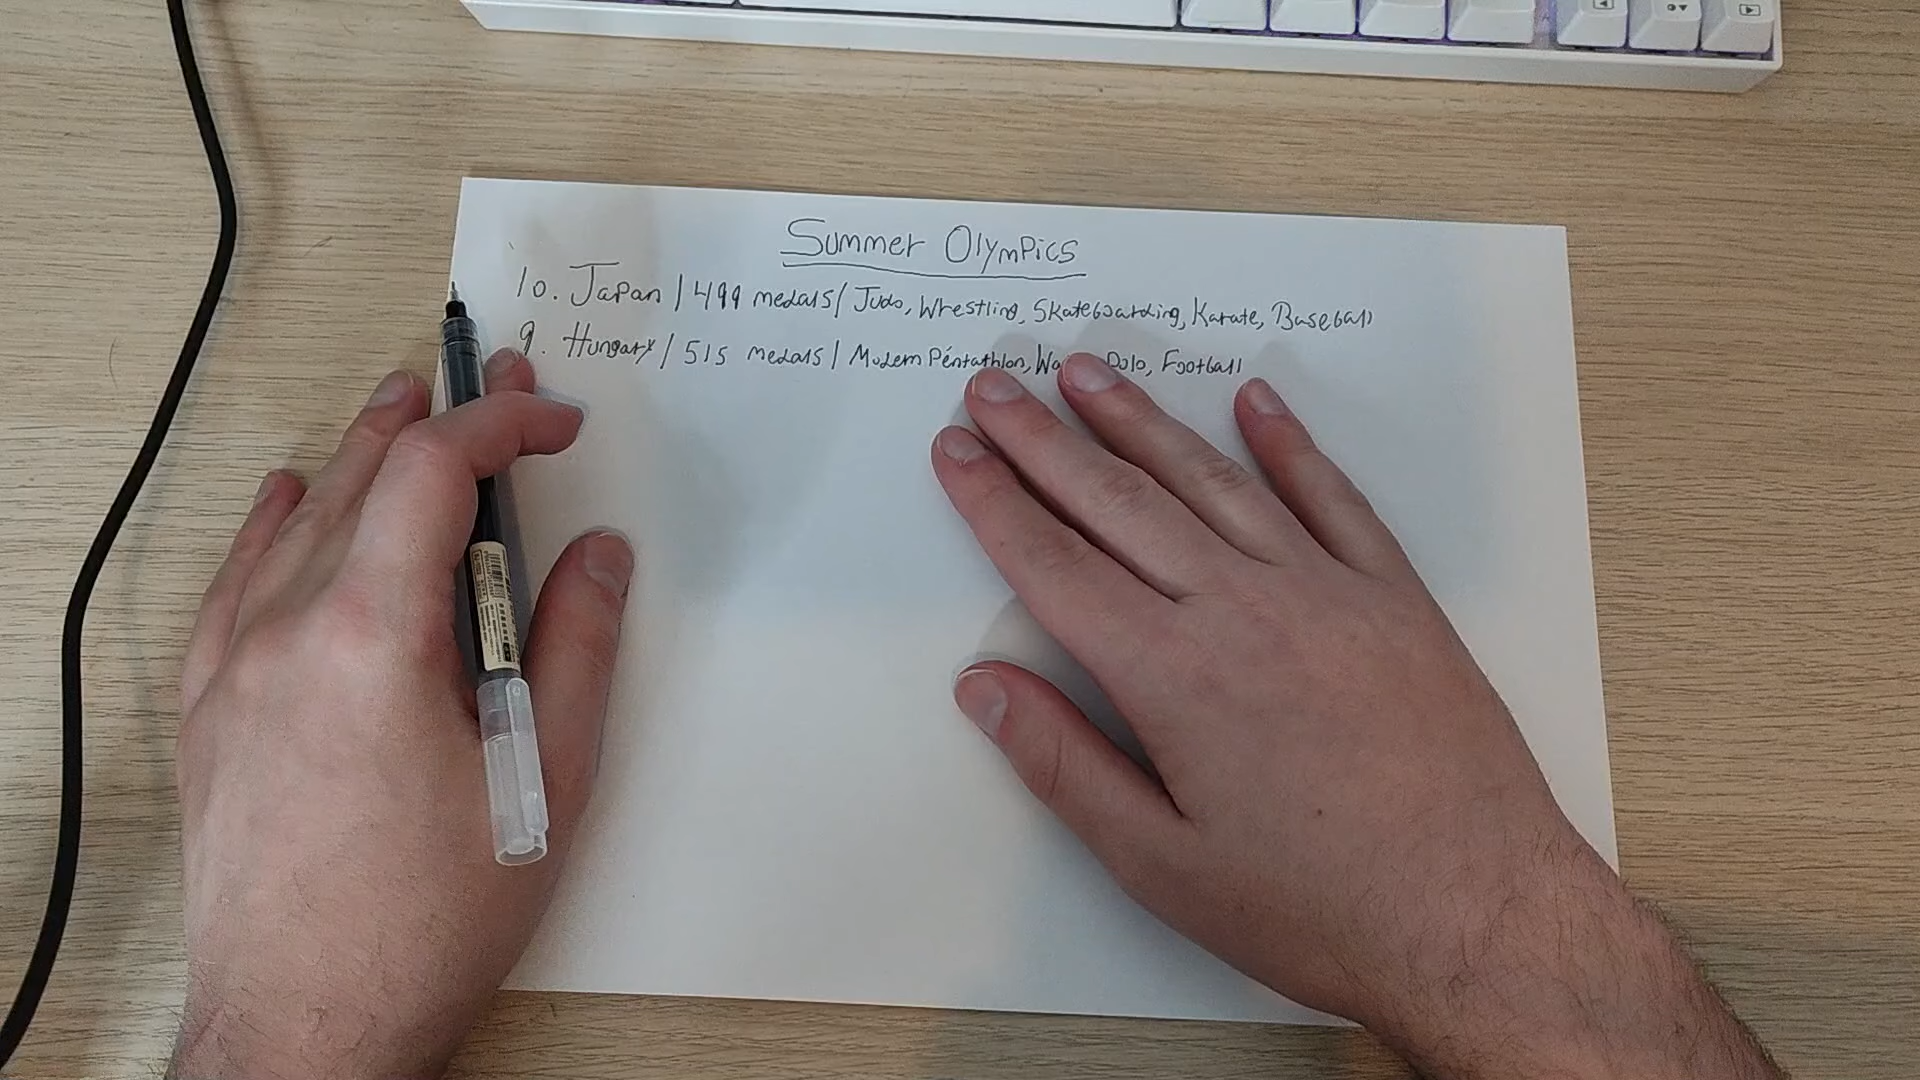 Summer Olympics
10. Japan / 499 medals / Judo, Wrestling, Skateboarding, Karate, Baseball
9. Hungary / 515 medals / Modern Pentathlon, Polo, Football